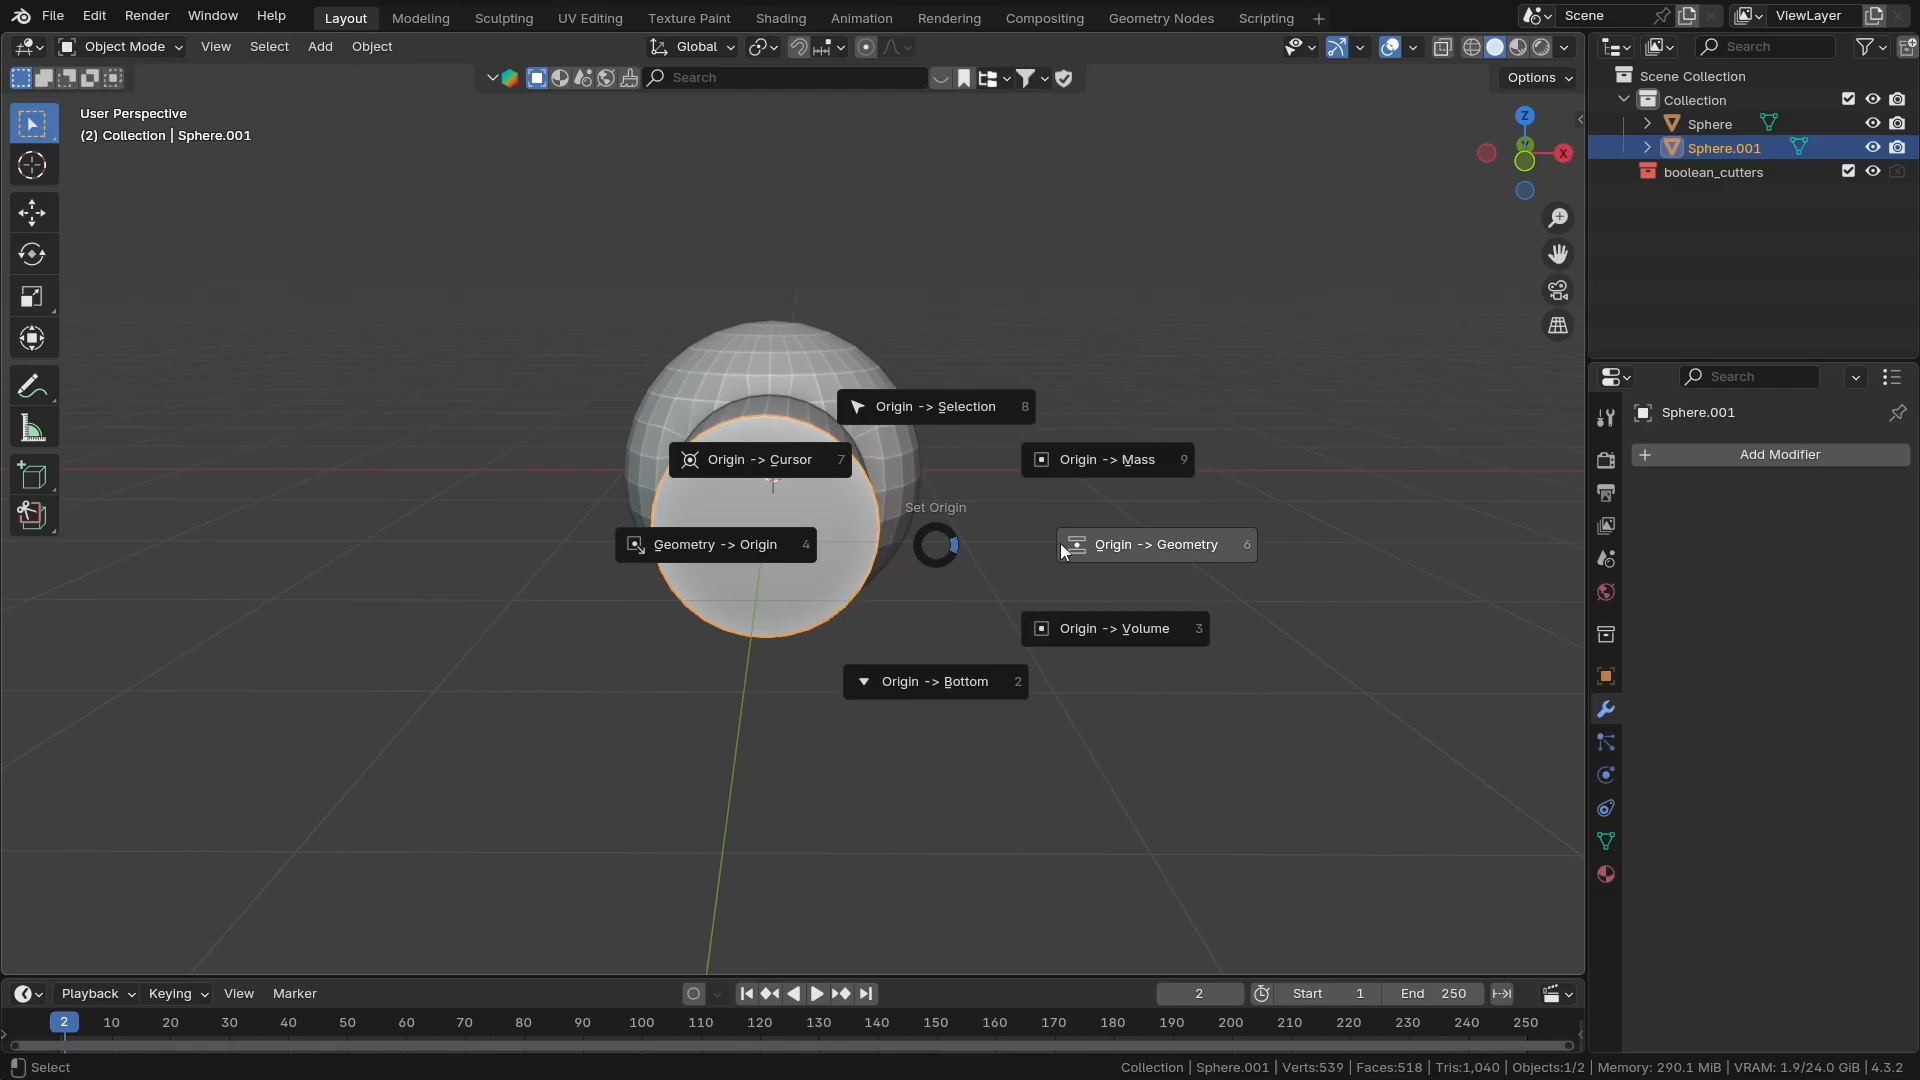 File Edit Render Window Help Layout Modeling Sculpting UV Editing Texture Paint Shading Animation Rendering Compositing Geometry Nodes Scripting Scene ViewLayer
Object Mode View Select Add Object Global Search
Search Options
User Perspective
(2) Collection | Sphere.001
Z
Y
X
Scene Collection
Collection
Sphere
Sphere.001
boolean_cutters
Origin -> Selection 8
Origin -> Cursor 7
Origin -> Mass 9
Set Origin
Geometry -> Origin 4
Origin -> Geometry 6
Origin -> Volume 3
Origin -> Bottom 2
Search
Sphere.001
Add Modifier
Playback Keying View Marker 2 Start 1 End 250
2 10 20 30 40 50 60 70 80 90 100 110 120 130 140 150 160 170 180 190 200 210 220 230 240 250
Select Collection | Sphere.001 | Verts:539 | Faces:518 | Tris:1,040 | Objects:1/2 | Memory: 290.1 MiB | VRAM: 1.9/24.0 GiB | 4.3.2